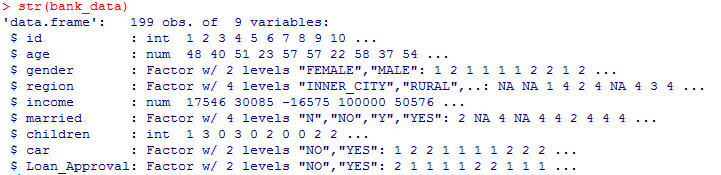 > str(bank_data)
'data.frame':   199 obs. of  9 variables:
 $ id           : int  1 2 3 4 5 6 7 8 9 10 ...
 $ age          : num  48 40 51 23 57 57 22 58 37 54 ...
 $ gender       : Factor w/ 2 levels "FEMALE","MALE": 1 2 1 1 1 1 2 2 1 2 ...
 $ region       : Factor w/ 4 levels "INNER_CITY","RURAL",..: NA NA 1 4 2 4 NA 4 3 4 ...
 $ income       : num  17546 30085 -16575 100000 50576 ...
 $ married      : Factor w/ 4 levels "N","NO","Y","YES": 2 NA 4 NA 4 4 2 4 4 4 ...
 $ children     : int  1 3 0 3 0 2 0 0 2 2 ...
 $ car          : Factor w/ 2 levels "NO","YES": 1 2 2 1 1 1 1 2 2 2 ...
 $ Loan_Approval: Factor w/ 2 levels "NO","YES": 2 1 1 1 1 2 2 1 1 1 ...